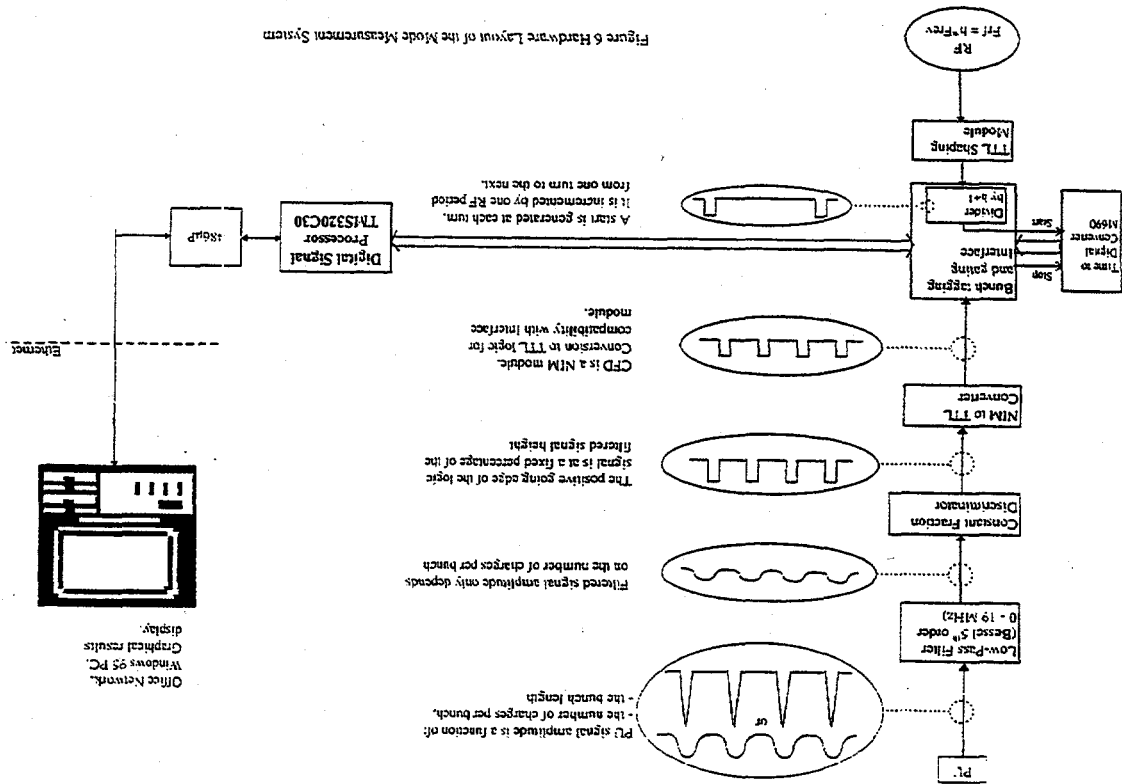 PU
PU signal amplitude is a function of:
- the number of charges per bunch,
- the bunch length
or
Low-Pass Filter
(Bessel 5th order
0 - 19 MHz)
Filtered signal amplitude only depends
on the number of charges per bunch
Constant Fraction
Discriminator
The positive going edge of the logic
signal is at a fixed percentage of the
filtered signal height
NIM to TTL
Converter
CFD is a NIM module.
Conversion to TTL logic for
compatibility with Interface
module.
Office Network.
Windows 95 PC.
Graphical results
display.
Ethernet
Time to
Digital
Converter
M690
Stop
Start
Bunch tagging
and gating
Interface
Divider
by h+1
A start is generated at each turn.
It is incremented by one RF period
from one turn to the next.
Digital Signal
Processor
TMS320C30
486µP
TTL Shaping
Module
RF
Frf = h*Frev
Figure 6 Hardware Layout of the Mode Measurement System